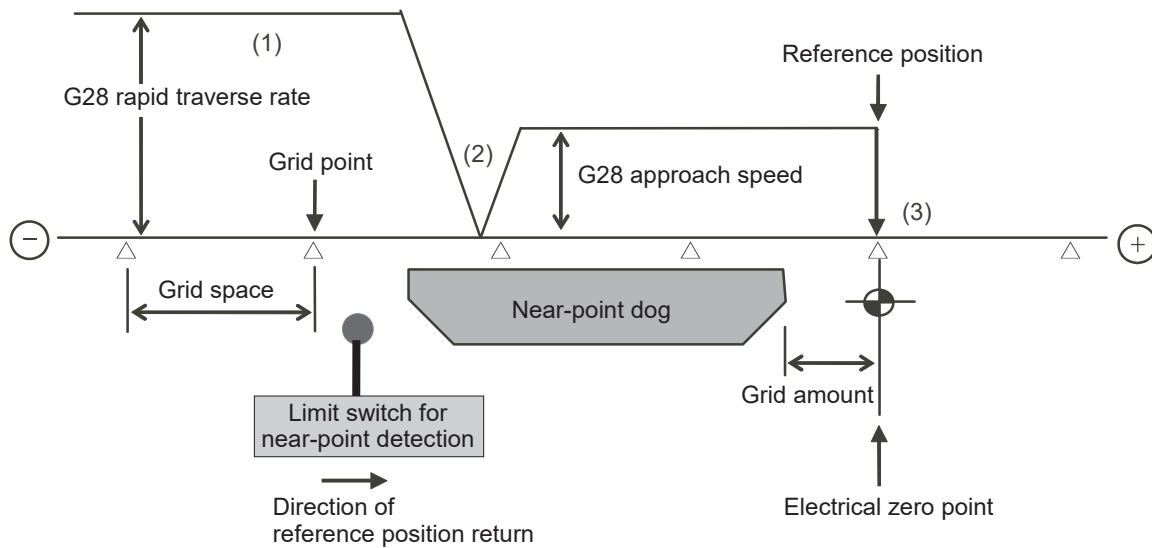 (1)
Reference position
G28 rapid traverse rate
Grid point
(2)
G28 approach speed
(3)
−
+
Grid space
Near-point dog
Grid amount
Limit switch for
near-point detection
Direction of
reference position return
Electrical zero point